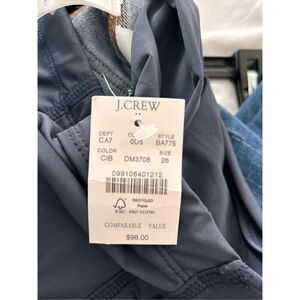 J.CREW
DEPT STYLE
CA7 BA775
COLOR SIZE
CIB DM3708 26
099106401212
FSC RECYCLED
Paper
COMPARABLE VALUE
$98.00